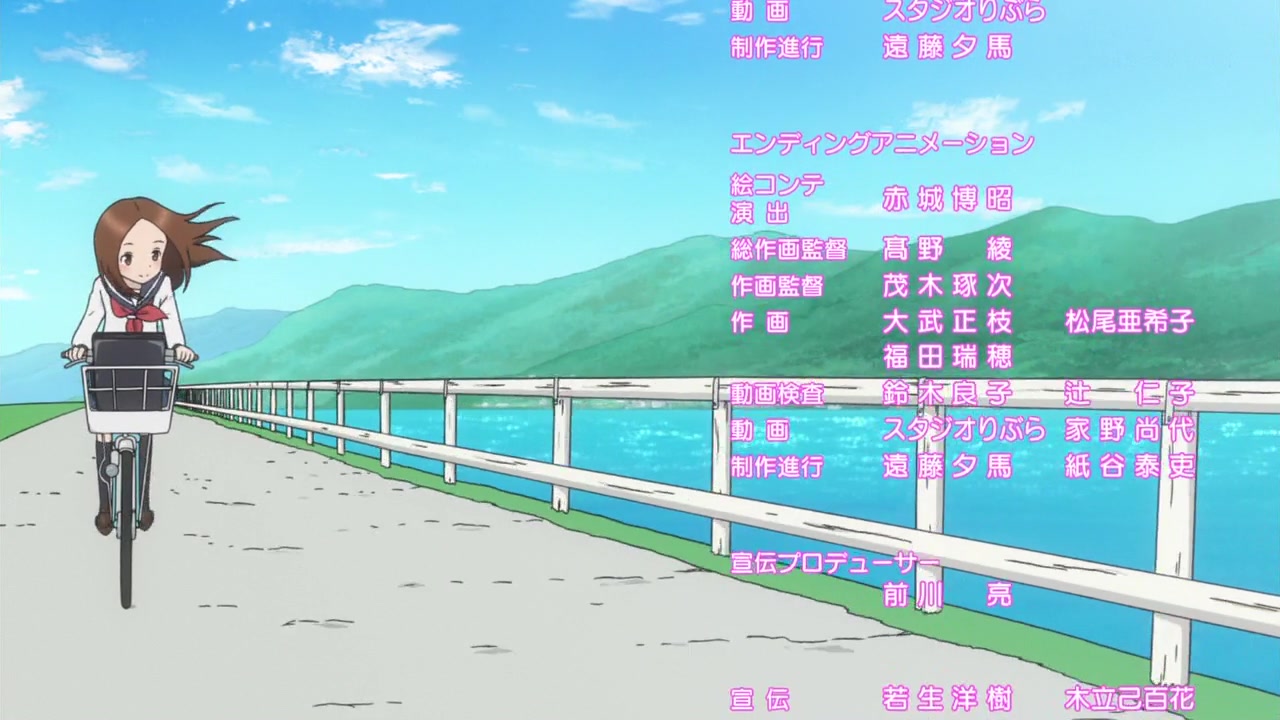 動画 スタジオりぶら
制作進行 遠藤夕馬
エンディングアニメーション
絵コンテ
演出 赤城博昭
総作画監督 髙野 綾
作画監督 茂木琢次
作画 大武正枝 松尾亜希子
福田瑞穂
動画検査 鈴木良子 辻 仁子
動画 スタジオりぶら 家野尚代
制作進行 遠藤夕馬 紙谷泰吏
宣伝プロデューサー
前川 亮
宣伝 若生洋樹 木立己百花